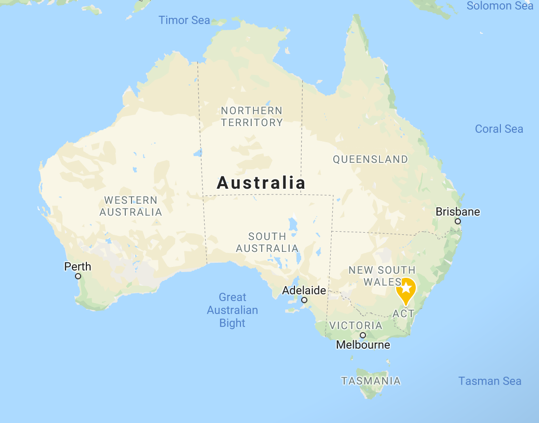 Timor Sea
Solomon Sea
NORTHERN
TERRITORY
Coral Sea
QUEENSLAND
Australia
WESTERN
AUSTRALIA
Brisbane
SOUTH
AUSTRALIA
Perth
NEW SOUTH
WALES
Adelaide
Great
Australian
Bight
ACT
VICTORIA
Melbourne
TASMANIA
Tasman Sea